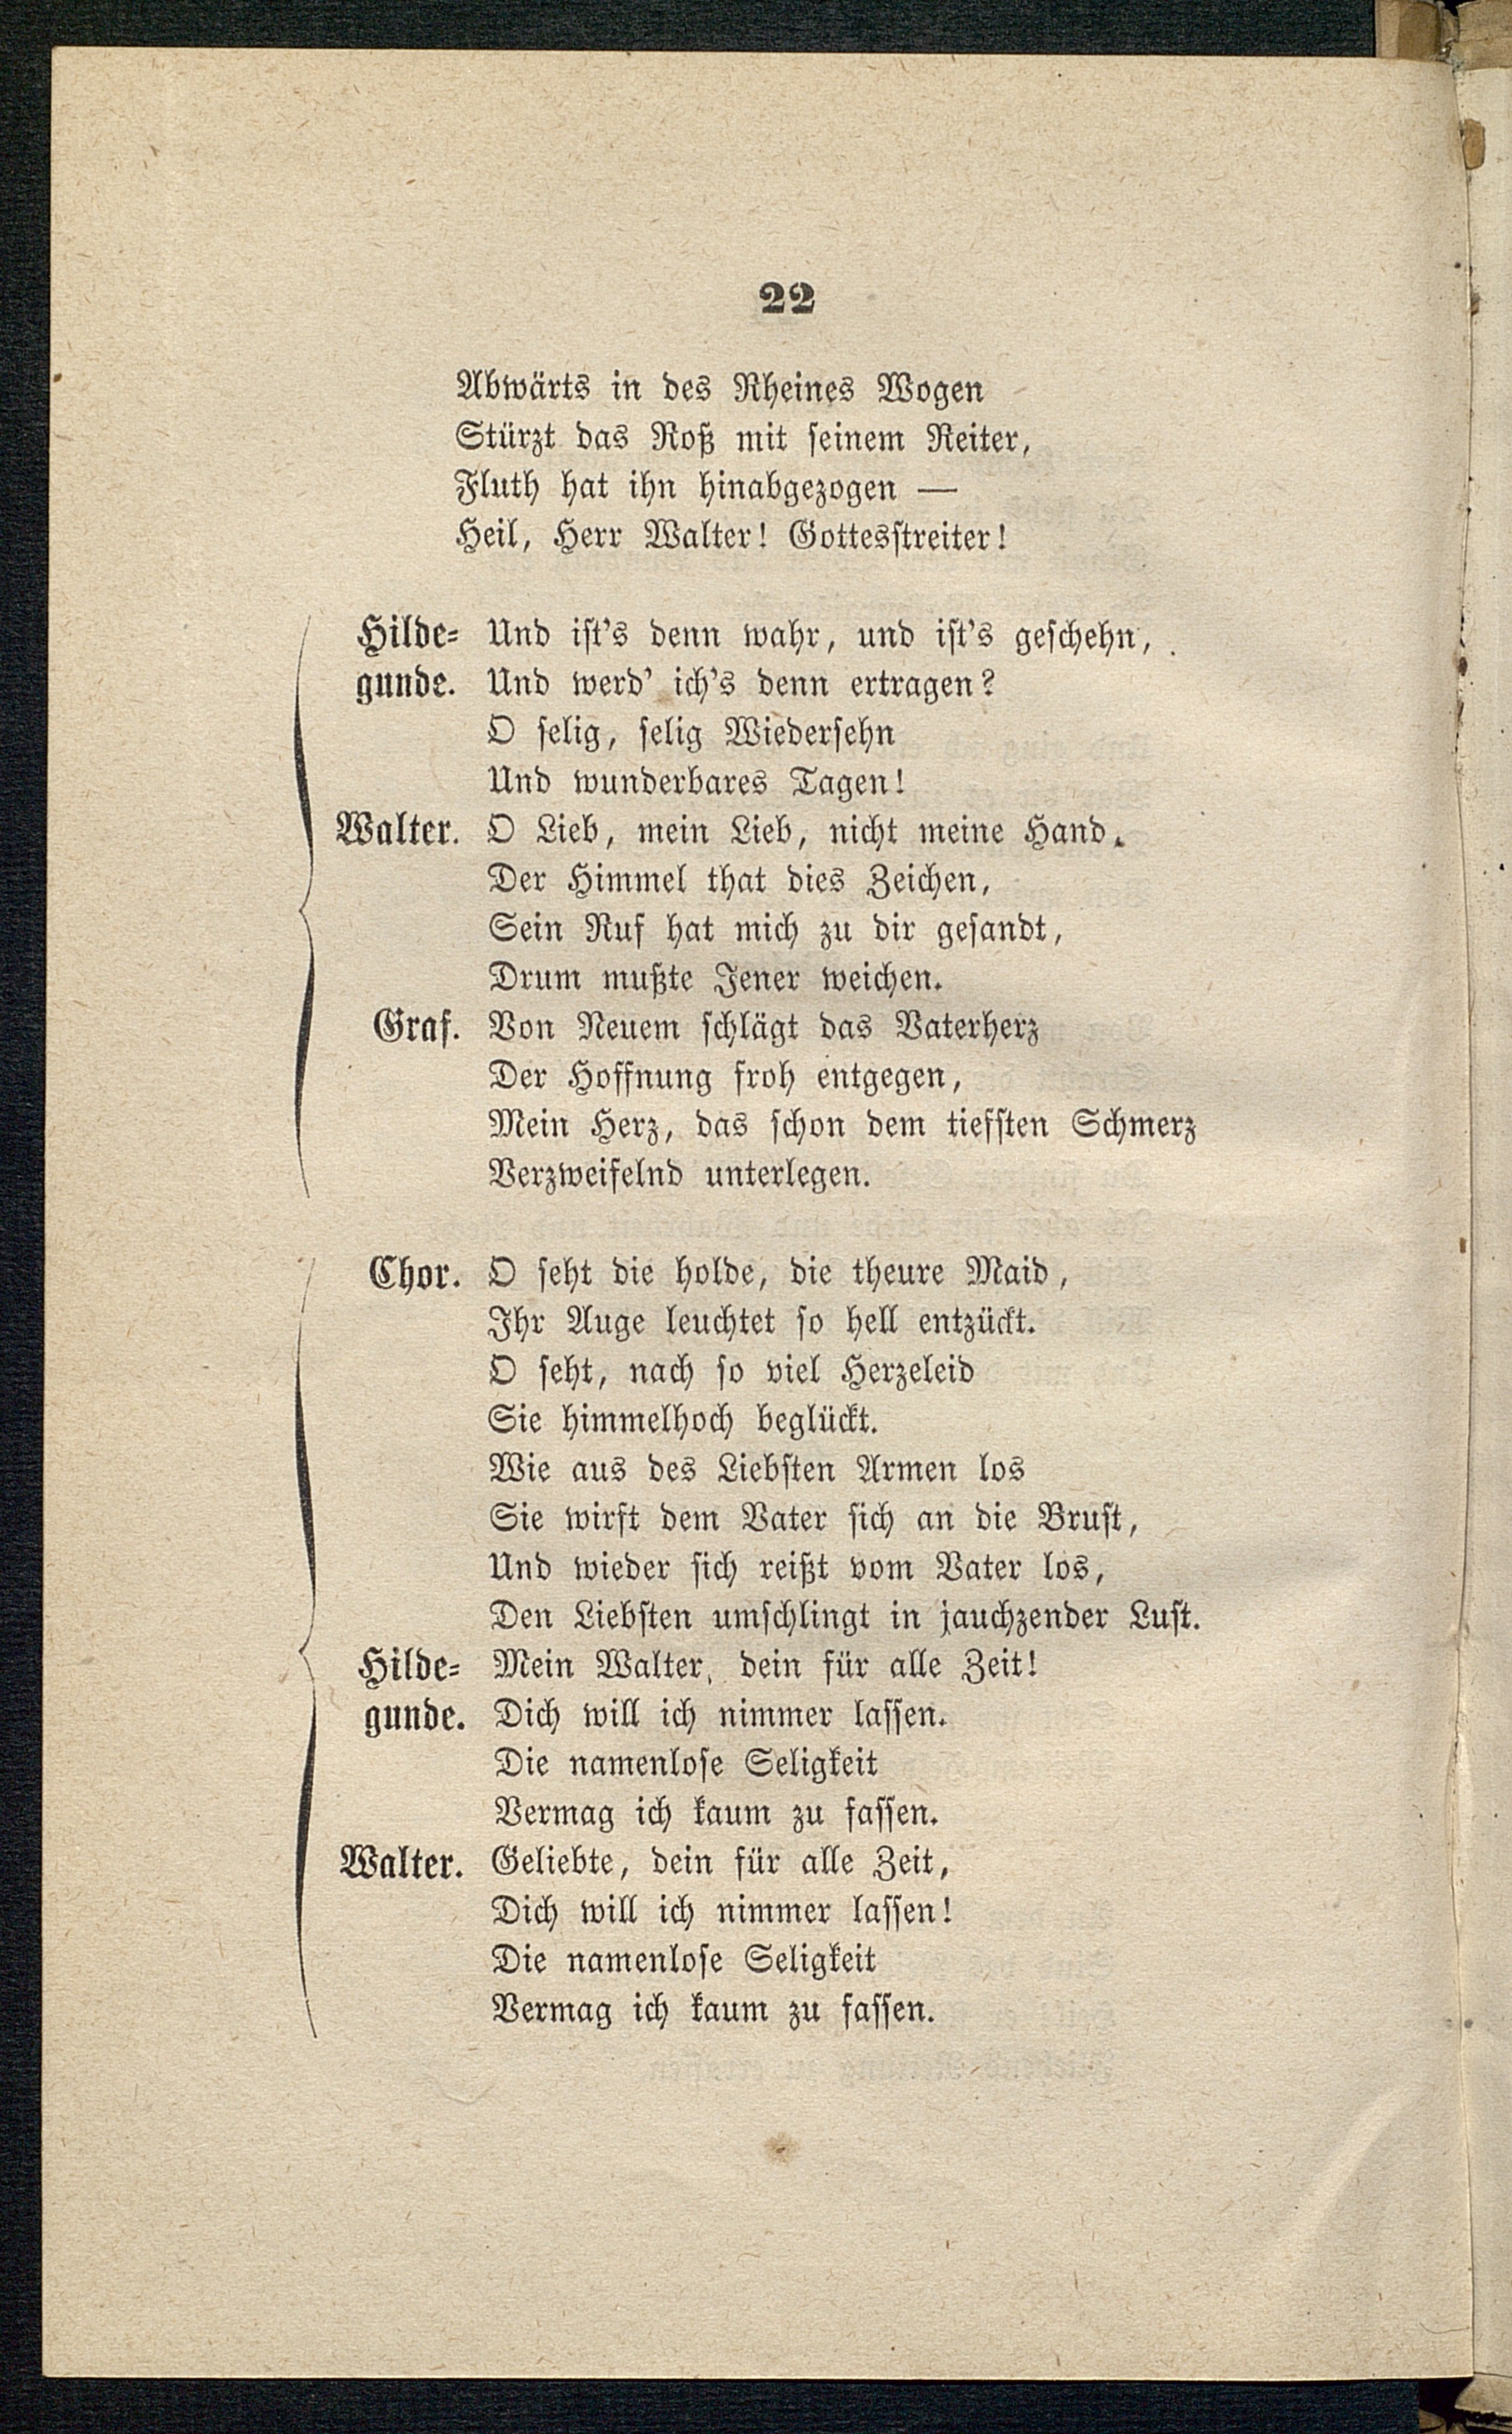 22
Abwärts in des Rheines Wogen
Stürzt das Roß mit seinem Reiter,
Fluth hat ihn hinabgezogen —
Heil, Herr Walter! Gottesstreiter!
Hilde= Und ist's denn wahr, und ist's geschehn,
gunde. Und werd' ich's denn ertragen?
O selig, selig Wiedersehn
Und wunderbares Tagen!
Walter. O Lieb, mein Lieb, nicht meine Hand.
Der Himmel that dies Zeichen,
Sein Ruf hat mich zu dir gesandt,
Drum mußte Jener weichen.
Graf. Von Neuem schlägt das Vaterherz
Der Hoffnung froh entgegen,
Mein Herz, das schon dem tiefsten Schmerz
Verzweifelnd unterlegen.
Chor. O seht die holde, die theure Maid,
Ihr Auge leuchtet so hell entzückt.
O seht, nach so viel Herzeleid
Sie himmelhoch beglückt.
Wie aus des Liebsten Armen los
Sie wirft dem Vater sich an die Brust,
Und wieder sich reißt vom Vater los,
Den Liebsten umschlingt in jauchzender Lust.
Hilde= Mein Walter, dein für alle Zeit!
gunde. Dich will ich nimmer lassen.
Die namenlose Seligkeit
Vermag ich kaum zu fassen.
Walter. Geliebte, dein für alle Zeit,
Dich will ich nimmer lassen!
Die namenlose Seligkeit
Vermag ich kaum zu fassen.